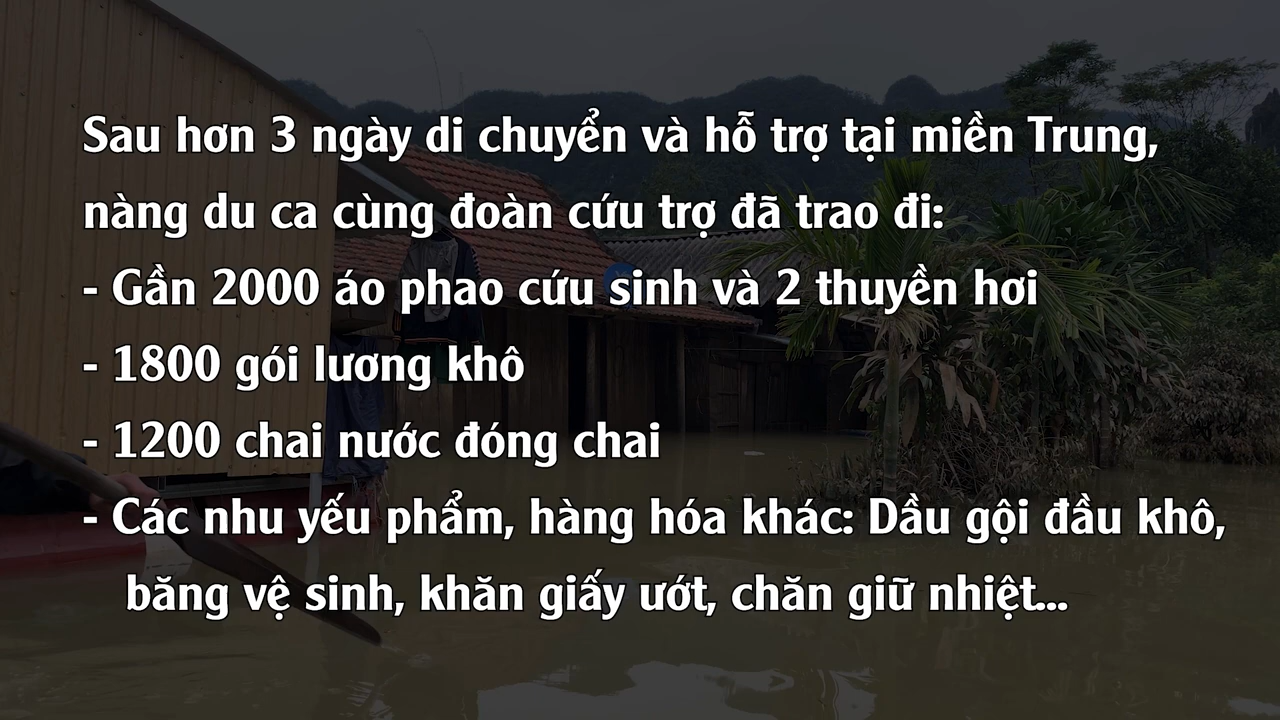 Sau hơn 3 ngày di chuyển và hỗ trợ tại miền Trung,
nàng du ca cùng đoàn cứu trợ đã trao đi:
- Gần 2000 áo phao cứu sinh và 2 thuyền hơi
- 1800 gói lương khô
- 1200 chai nước đóng chai
- Các nhu yếu phẩm, hàng hóa khác: Dầu gội đầu khô,
băng vệ sinh, khăn giấy ướt, chăn giữ nhiệt...